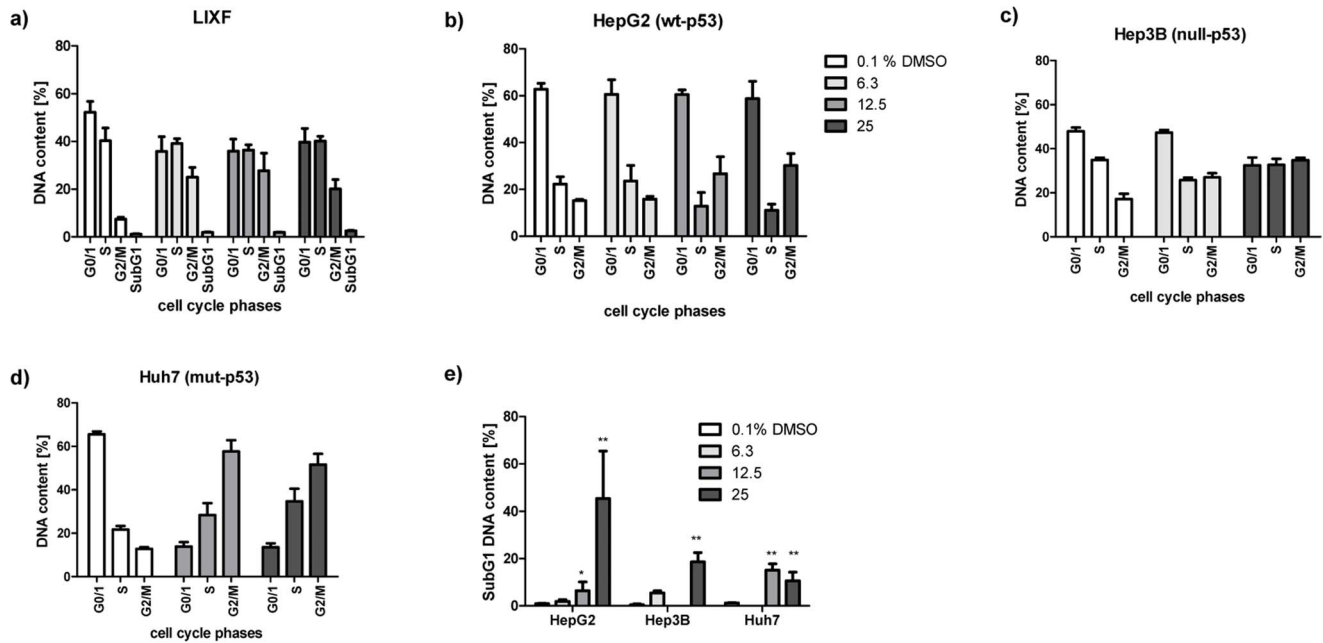 a)
LIXF
DNA content [%]
80
60
40
20
0
G0/1 S G2/M SubG1 G0/1 S G2/M SubG1 G0/1 S G2/M SubG1 G0/1 S G2/M SubG1
cell cycle phases
b)
HepG2 (wt-p53)
DNA content [%]
80
60
40
20
0
G0/1 S G2/M G0/1 S G2/M G0/1 S G2/M G0/1 S G2/M
cell cycle phases
0.1 % DMSO
6.3
12.5
25
c)
Hep3B (null-p53)
DNA content [%]
80
60
40
20
0
G0/1 S G2/M G0/1 S G2/M G0/1 S G2/M
cell cycle phases
d)
Huh7 (mut-p53)
DNA content [%]
80
60
40
20
0
G0/1 S G2/M G0/1 S G2/M G0/1 S G2/M
cell cycle phases
e)
SubG1 DNA content [%]
80
60
40
20
0
* ** ** ** **
HepG2 Hep3B Huh7
0.1% DMSO
6.3
12.5
25